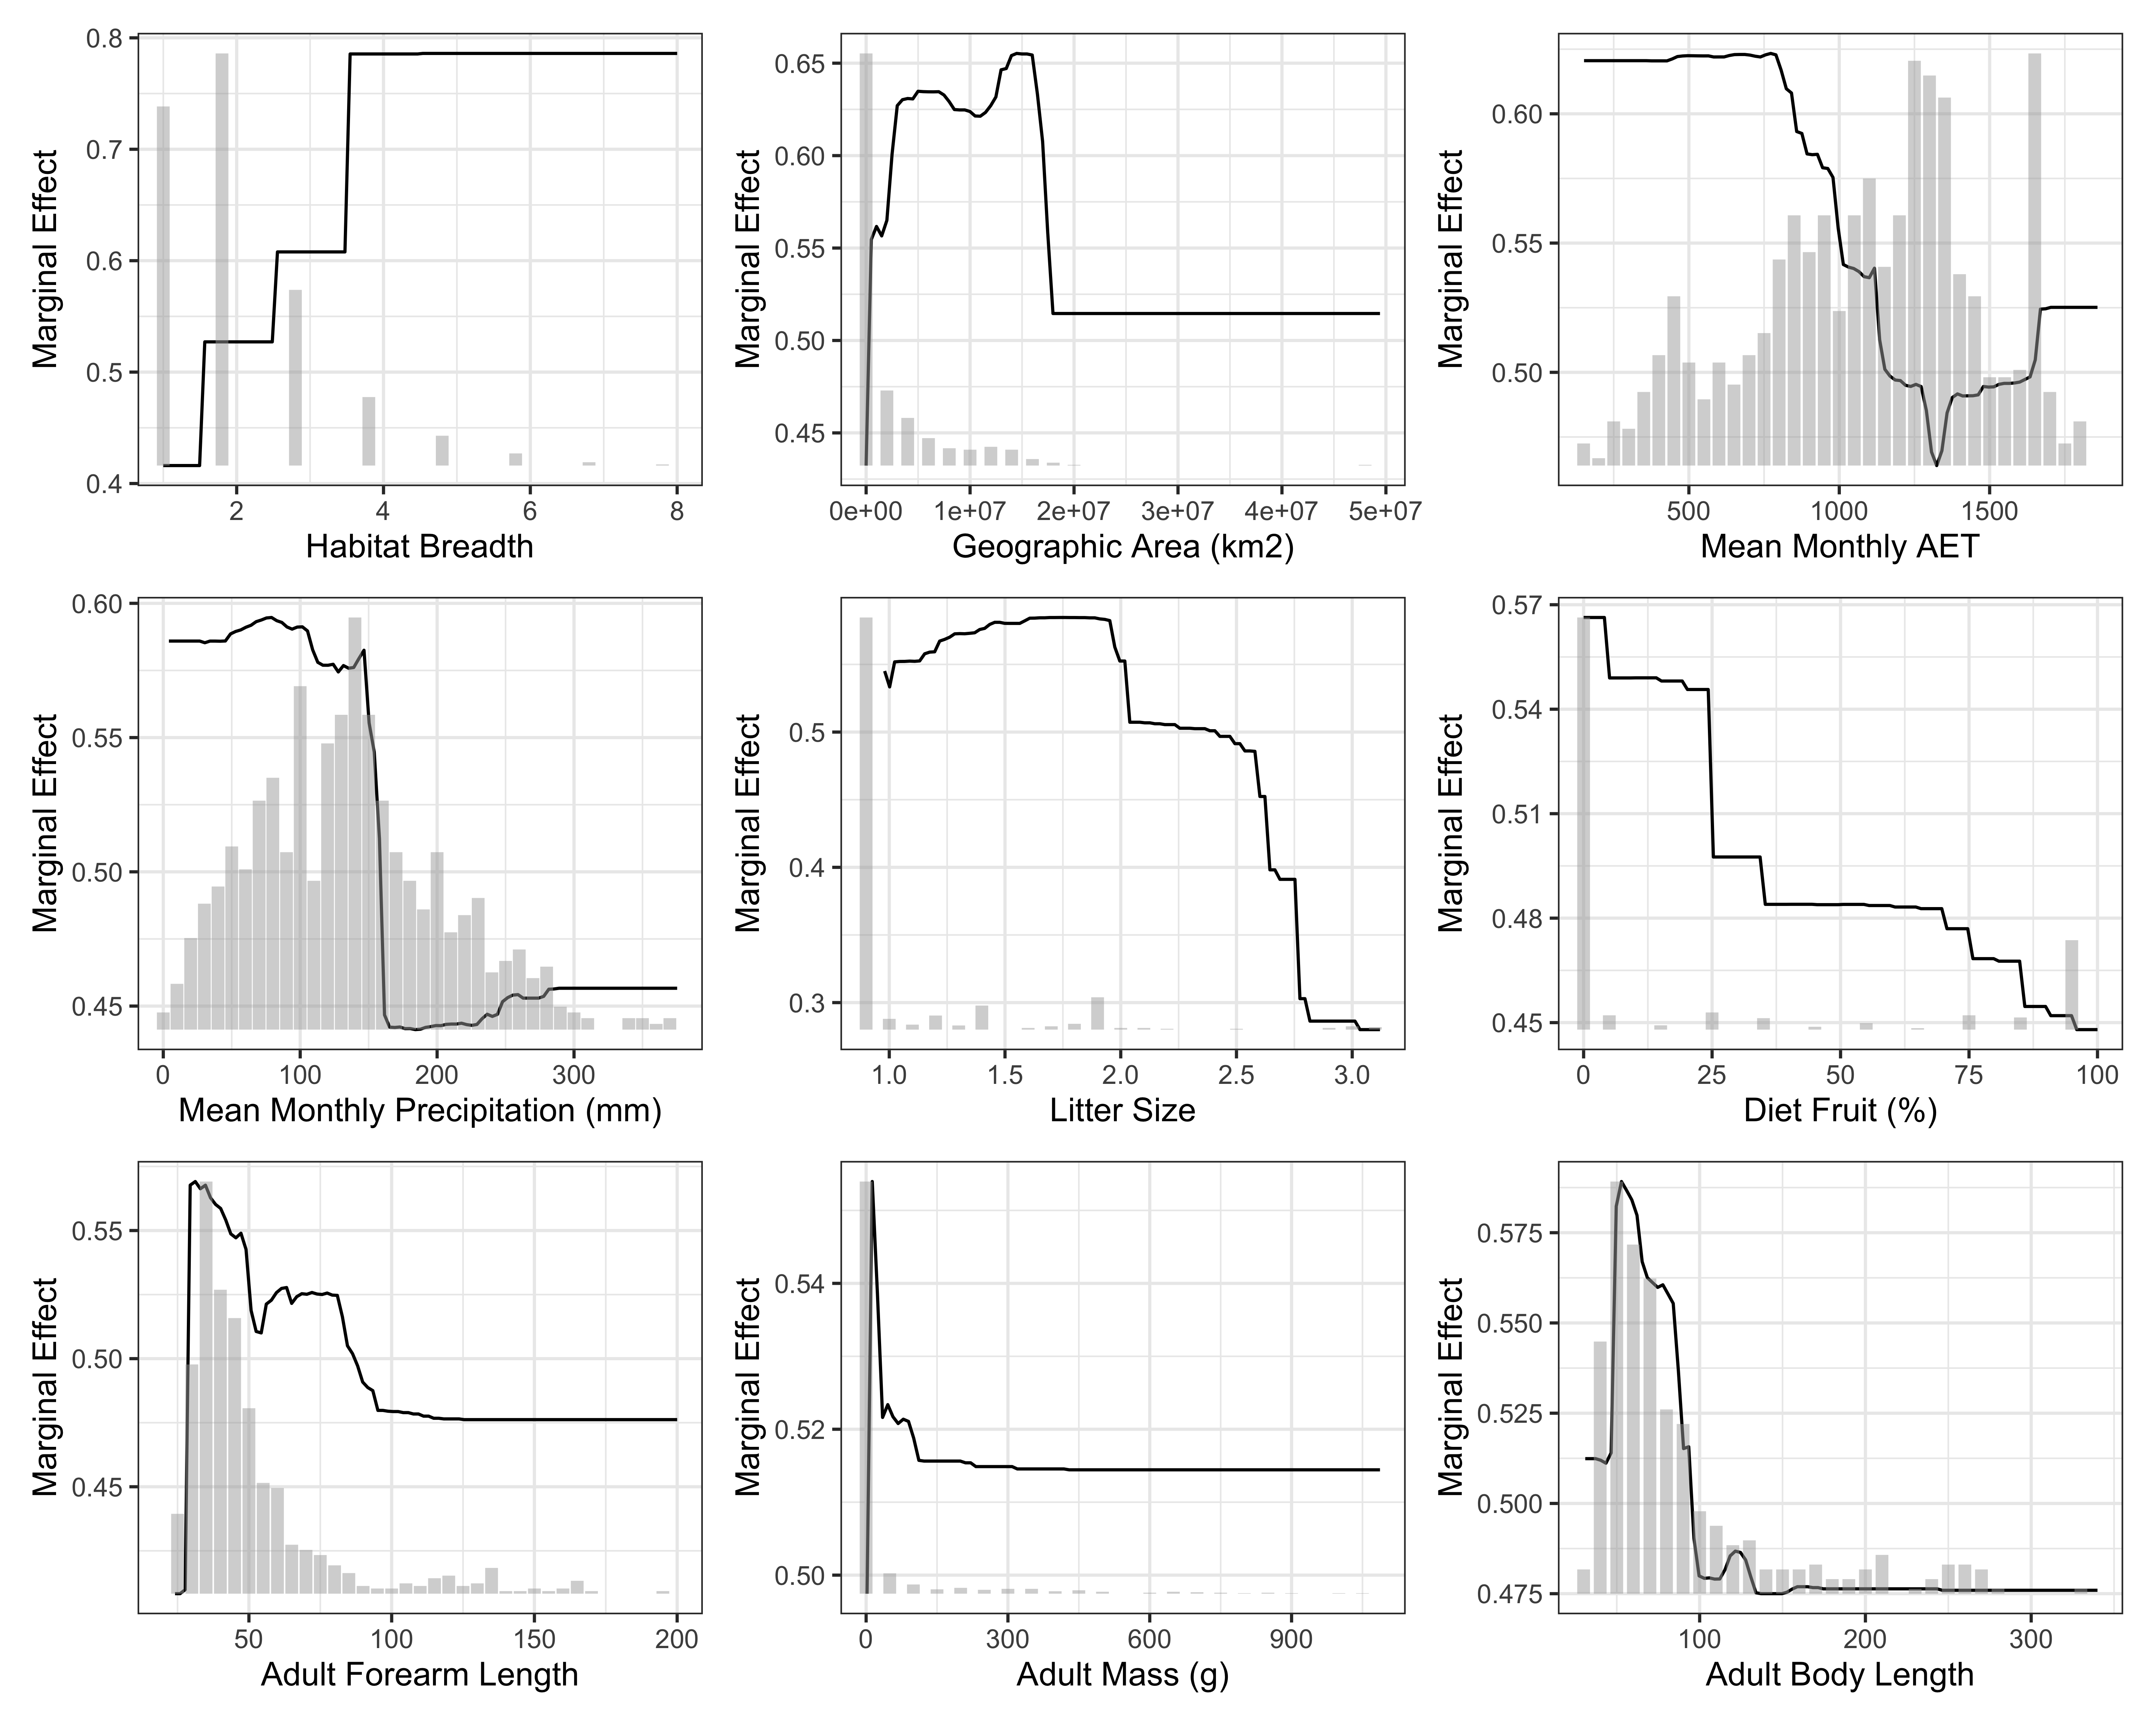 Marginal Effect
0.8
0.7
0.6
0.5
0.4
2 4 6 8
Habitat Breadth
Marginal Effect
0.65
0.60
0.55
0.50
0.45
0e+00 1e+07 2e+07 3e+07 4e+07 5e+07
Geographic Area (km2)
Marginal Effect
0.60
0.55
0.50
500 1000 1500
Mean Monthly AET
Marginal Effect
0.60
0.55
0.50
0.45
0 100 200 300
Mean Monthly Precipitation (mm)
Marginal Effect
0.5
0.4
0.3
1.0 1.5 2.0 2.5 3.0
Litter Size
Marginal Effect
0.57
0.54
0.51
0.48
0.45
0 25 50 75 100
Diet Fruit (%)
Marginal Effect
0.55
0.50
0.45
50 100 150 200
Adult Forearm Length
Marginal Effect
0.54
0.52
0.50
0 300 600 900
Adult Mass (g)
Marginal Effect
0.575
0.550
0.525
0.500
0.475
100 200 300
Adult Body Length